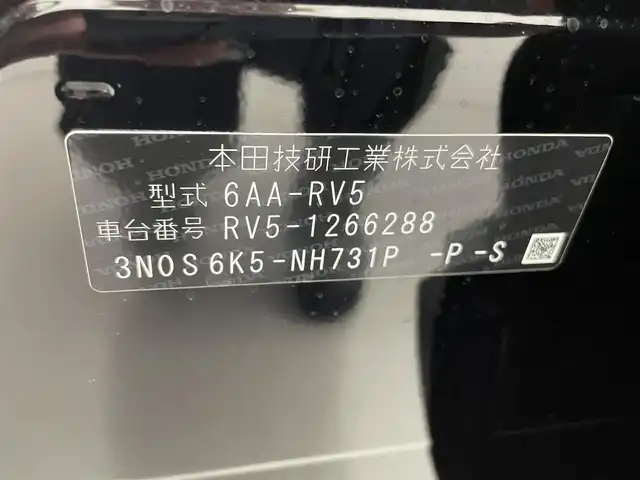 本田技研工業株式会社
型式 6AA-RV5
車台番号 RV5-1266288
3N0S6K5-NH731P -P-S